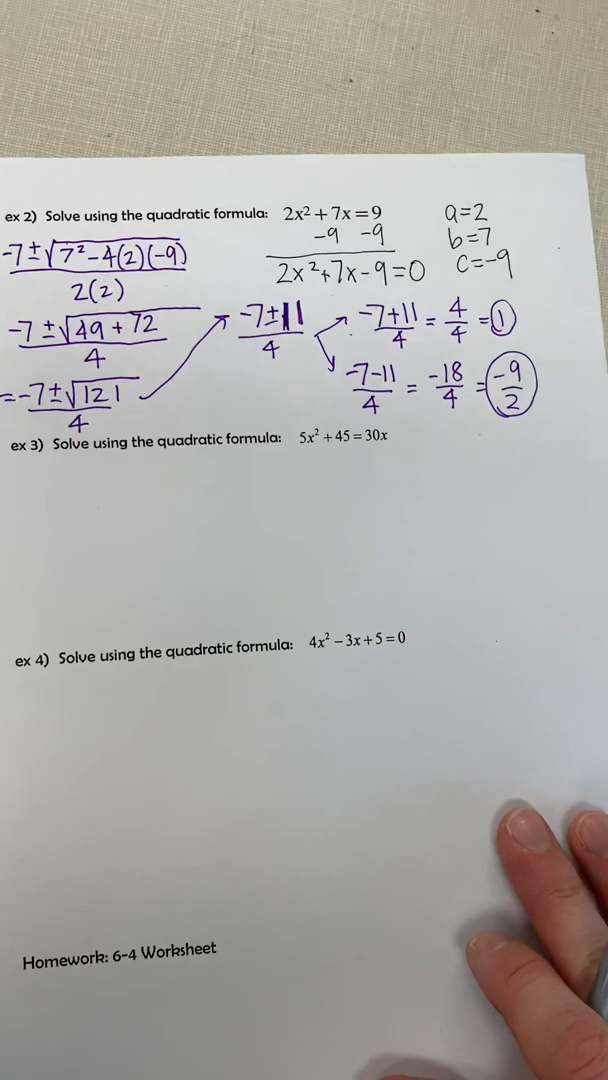 ex 2) Solve using the quadratic formula: 2x² + 7x = 9
-9 -9
2x² + 7x - 9 = 0
a=2
b=7
c=-9
-7 ± √7² - 4(2)(-9)
2(2)
-7 ± √49 + 72
4
= -7 ± √121
4
-7 ± 11
4
-7+11 = 4 = 1
4 4
-7-11 = -18 = -9
4 4 2
ex 3) Solve using the quadratic formula: 5x² + 45 = 30x
ex 4) Solve using the quadratic formula: 4x² - 3x + 5 = 0
Homework: 6-4 Worksheet